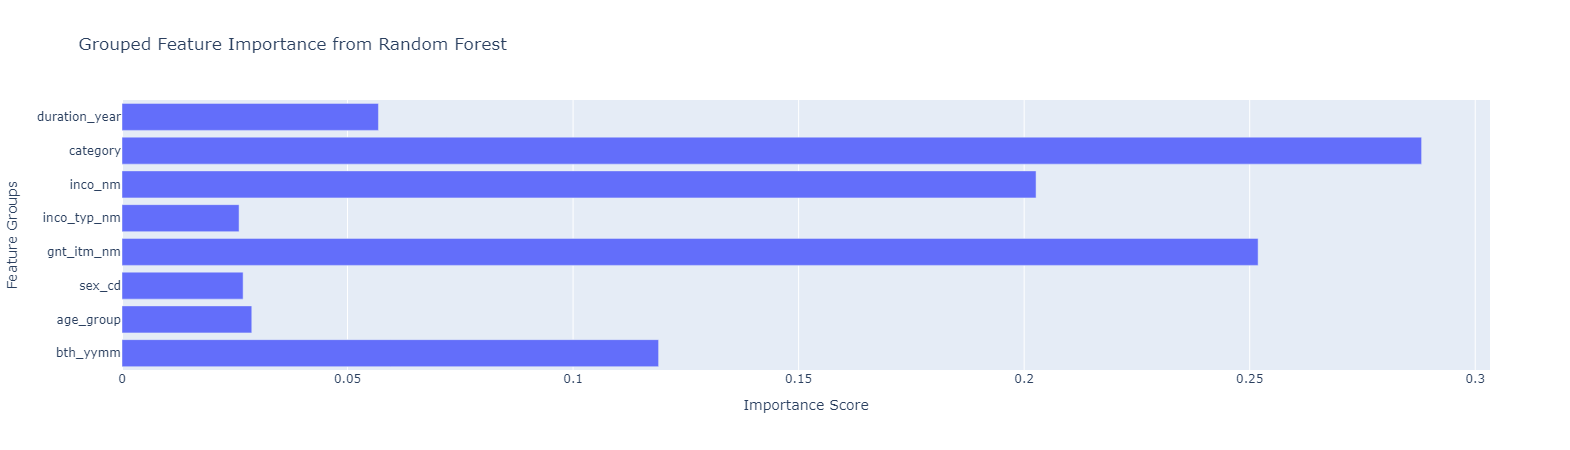 Grouped Feature Importance from Random Forest
Feature Groups
duration_year
category
inco_nm
inco_typ_nm
gnt_itm_nm
sex_cd
age_group
bth_yymm
0 0.05 0.1 0.15 0.2 0.25 0.3
Importance Score